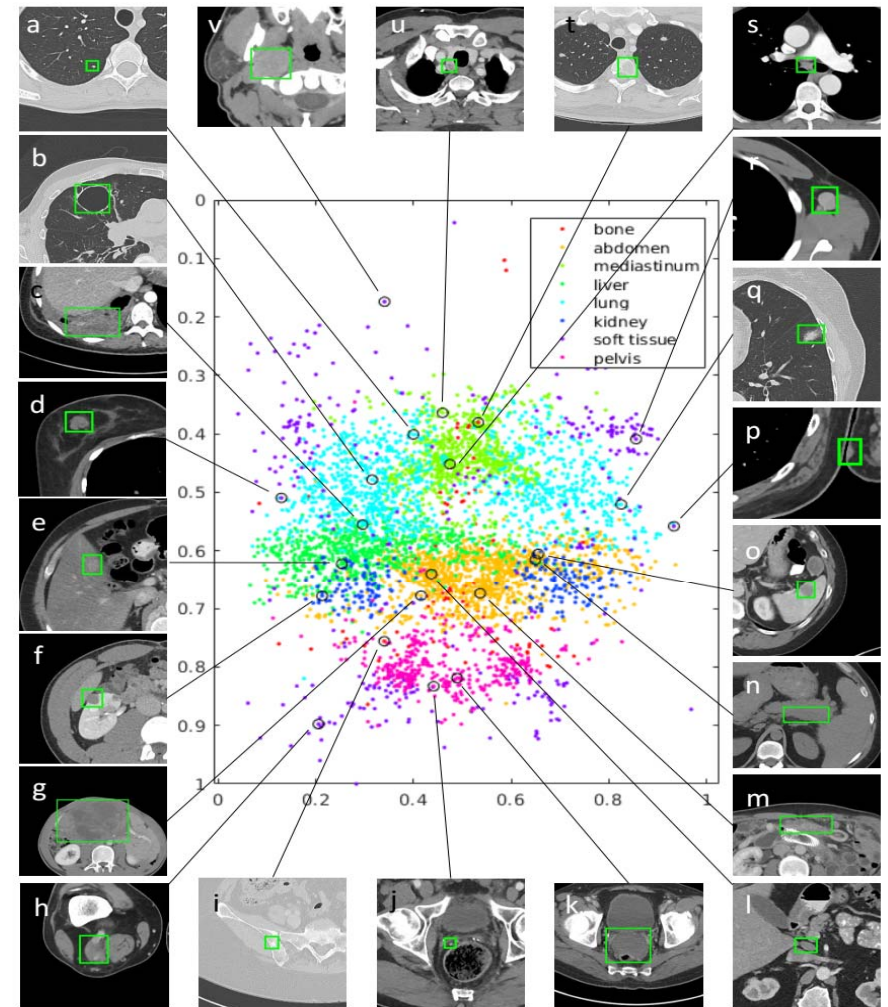 a
v
u
t
s
b
r
c
q
d
p
e
o
f
n
g
m
h
i
j
k
l
0
0.1
0.2
0.3
0.4
0.5
0.6
0.7
0.8
0.9
1
0
0.2
0.4
0.6
0.8
1
bone
abdomen
mediastinum
liver
lung
kidney
soft tissue
pelvis